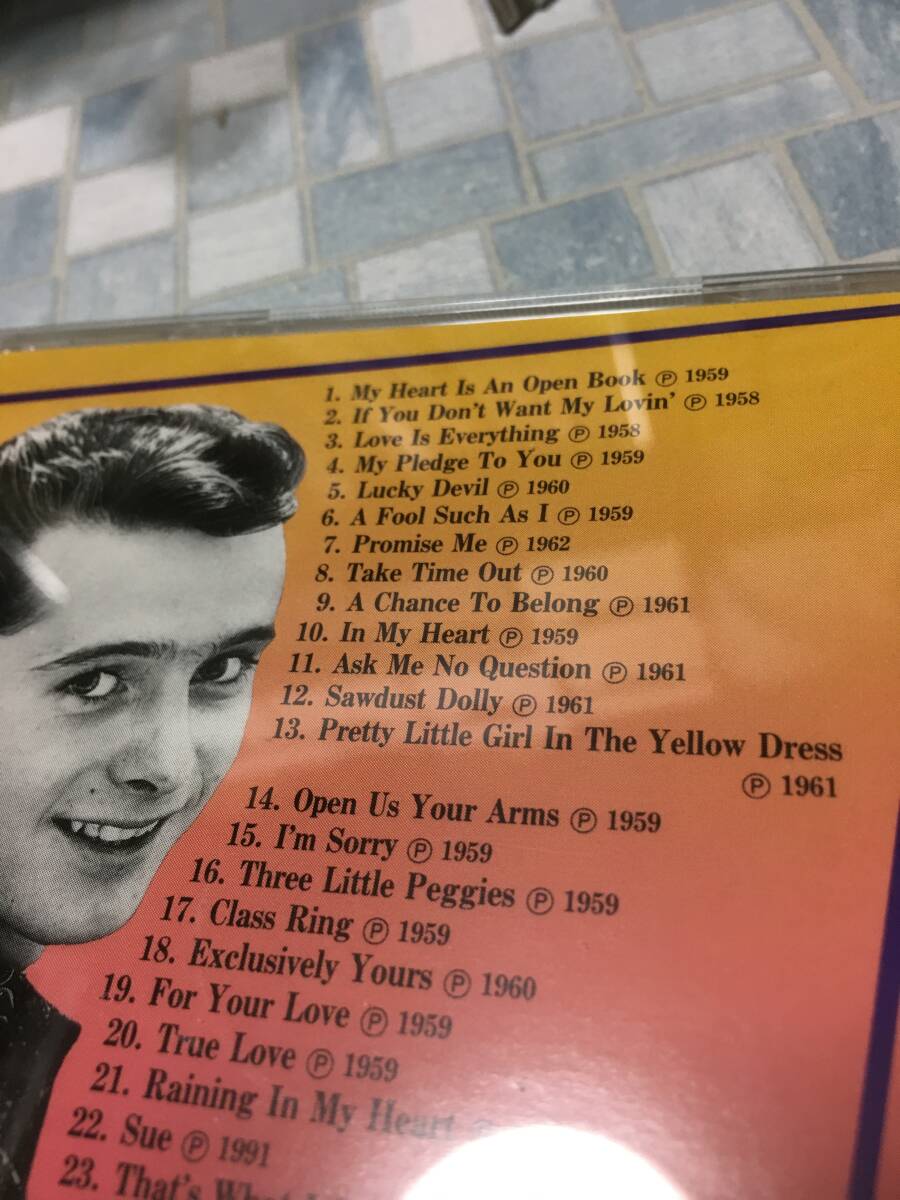 1. My Heart Is An Open Book Ⓟ 1959
2. If You Don't Want My Lovin' Ⓟ 1958
3. Love Is Everything Ⓟ 1958
4. My Pledge To You Ⓟ 1959
5. Lucky Devil Ⓟ 1960
6. A Fool Such As I Ⓟ 1959
7. Promise Me Ⓟ 1962
8. Take Time Out Ⓟ 1960
9. A Chance To Belong Ⓟ 1961
10. In My Heart Ⓟ 1959
11. Ask Me No Question Ⓟ 1961
12. Sawdust Dolly Ⓟ 1961
13. Pretty Little Girl In The Yellow Dress
Ⓟ 1961
14. Open Us Your Arms Ⓟ 1959
15. I'm Sorry Ⓟ 1959
16. Three Little Peggies Ⓟ 1959
17. Class Ring Ⓟ 1959
18. Exclusively Yours Ⓟ 1960
19. For Your Love Ⓟ 1959
20. True Love Ⓟ 1959
21. Raining In My Heart
22. Sue Ⓟ 1991
23. That's What